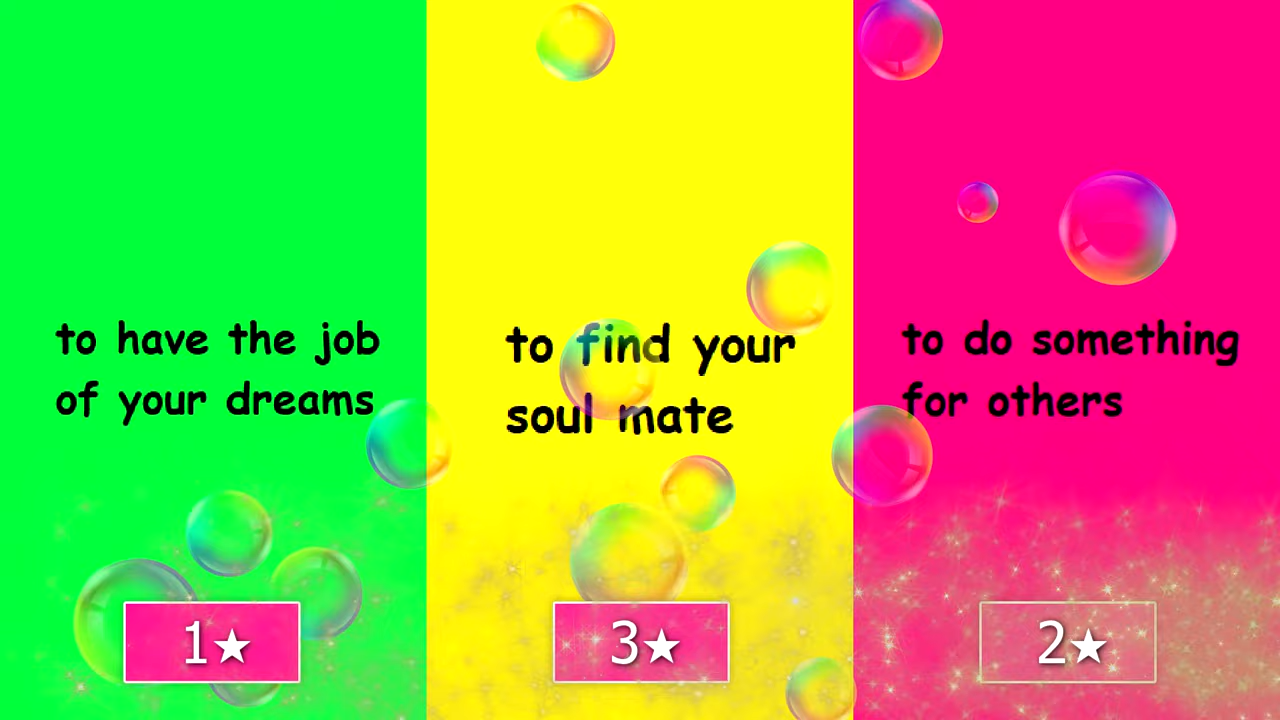 to have the job
of your dreams
1★
to find your
soul mate
3★
to do something
for others
2★